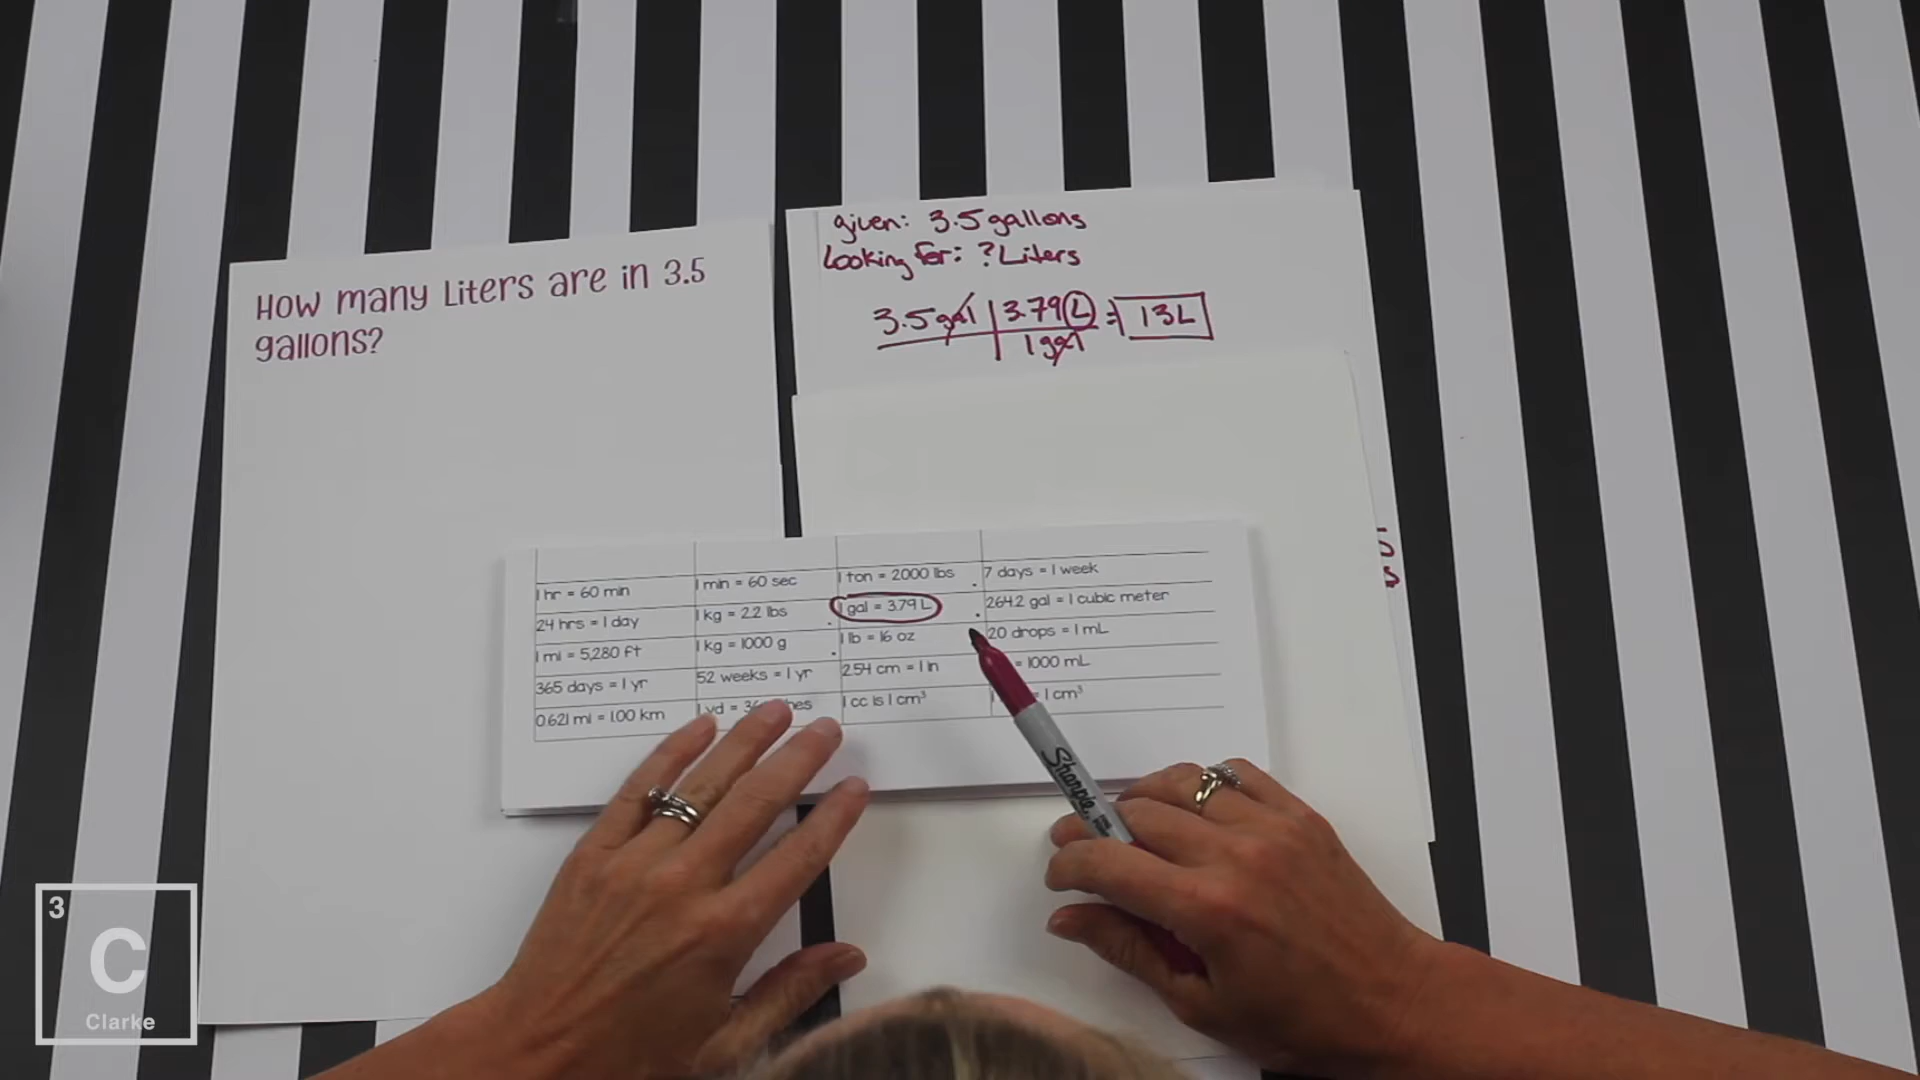 How many Liters are in 3.5
gallons?
given: 3.5 gallons
Looking for: ? Liters
3.5 gal | 3.79 L = 13 L
1 gal
1 hr = 60 min
1 min = 60 sec
1 ton = 2000 lbs
7 days = 1 week
24 hrs = 1 day
1 kg = 2.2 lbs
1 gal = 3.79 L
264.2 gal = 1 cubic meter
1 mi = 5,280 ft
1 kg = 1000 g
1 lb = 16 oz
20 drops = 1 mL
365 days = 1 yr
52 weeks = 1 yr
2.54 cm = 1 in
= 1000 mL
0.621 mi = 1.00 km
1 yd =
1 cc is 1 cm³
= 1 cm³
Sharpie
3
C
Clarke